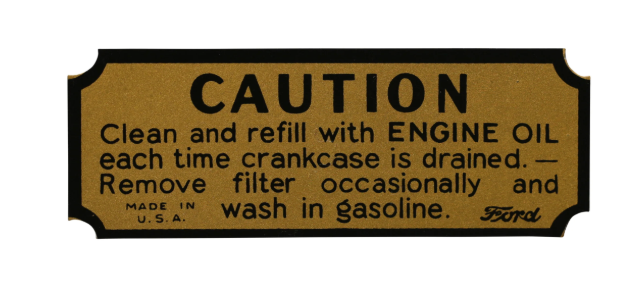 CAUTION
Clean and refill with ENGINE OIL
each time crankcase is drained. —
Remove filter occasionally and
wash in gasoline.
MADE IN
U.S.A.
Ford